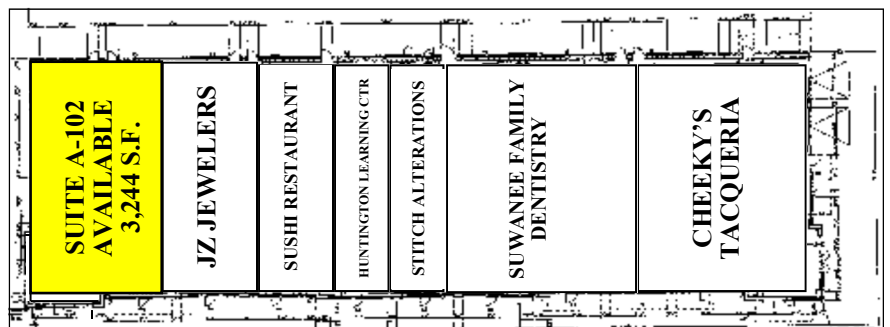 SUITE A-102
AVAILABLE
3,244 S.F.
JZ JEWELERS
SUSHI RESTAURANT
HUNTINGTON LEARNING CTR
STITCH ALTERATIONS
SUWANEE FAMILY
DENTISTRY
CHEEKY'S
TACQUERIA